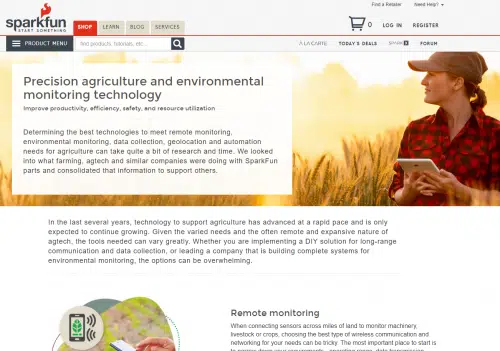 Find a Retailer Need Help?
sparkfun
START SOMETHING
SHOP LEARN BLOG SERVICES
0 LOG IN REGISTER
PRODUCT MENU
find products, tutorials, etc...
À LA CARTE TODAY'S DEALS FORUM
Precision agriculture and environmental
monitoring technology
Improve productivity, efficiency, safety, and resource utilization
Determining the best technologies to meet remote monitoring,
environmental monitoring, data collection, geolocation and automation
needs for agriculture can take quite a bit of research and time. We looked
into what farming, agtech and similar companies were doing with SparkFun
parts and consolidated that information to support others.
In the last several years, technology to support agriculture has advanced at a rapid pace and is only
expected to continue growing. Given the varied needs and the often remote and expansive nature of
agtech, the tools needed can vary greatly. Whether you are implementing a DIY solution for long-range
communication and data collection, or leading a company that is building complete systems for
environmental monitoring, the options can be overwhelming.
Remote monitoring
When connecting sensors across miles of land to monitor machinery,
livestock or crops, choosing the best type of wireless communication and
networking for your needs can be tricky. The most important place to start is